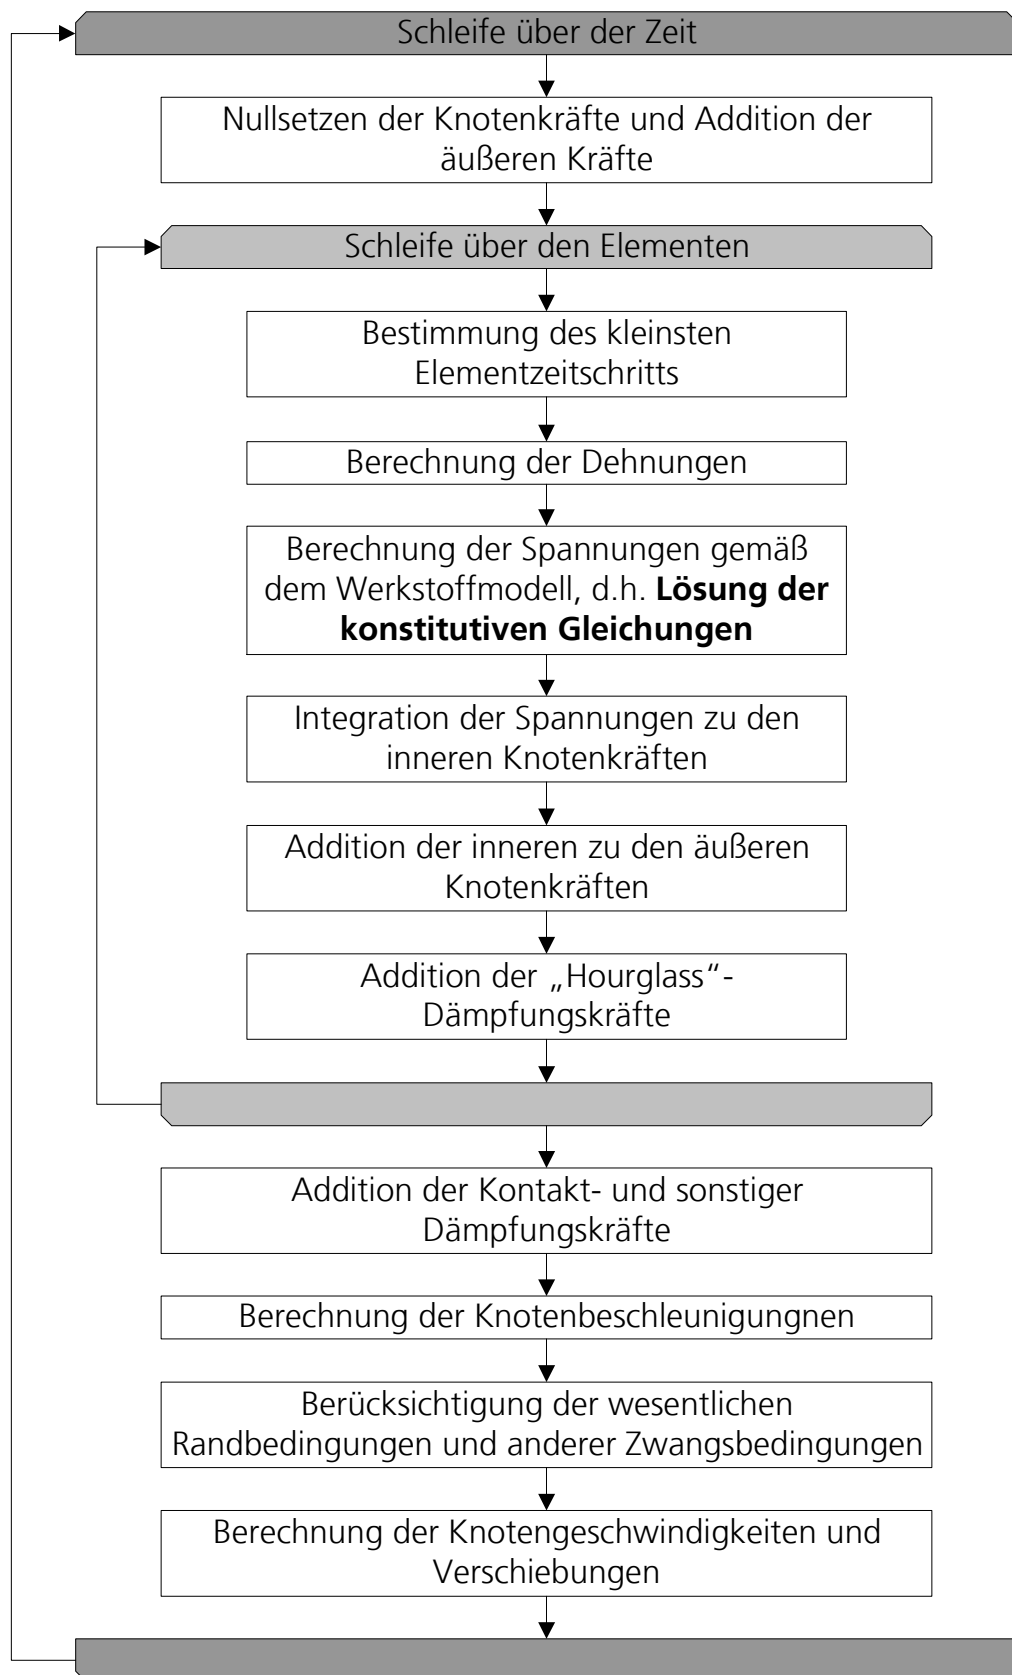 Schleife über der Zeit
Nullsetzen der Knotenkräfte und Addition der
äußeren Kräfte
Schleife über den Elementen
Bestimmung des kleinsten
Elementzeitschritts
Berechnung der Dehnungen
Berechnung der Spannungen gemäß
dem Werkstoffmodell, d.h. Lösung der
konstitutiven Gleichungen
Integration der Spannungen zu den
inneren Knotenkräften
Addition der inneren zu den äußeren
Knotenkräften
Addition der „Hourglass“-
Dämpfungskräfte
Addition der Kontakt- und sonstiger
Dämpfungskräfte
Berechnung der Knotenbeschleunigungnen
Berücksichtigung der wesentlichen
Randbedingungen und anderer Zwangsbedingungen
Berechnung der Knotengeschwindigkeiten und
Verschiebungen